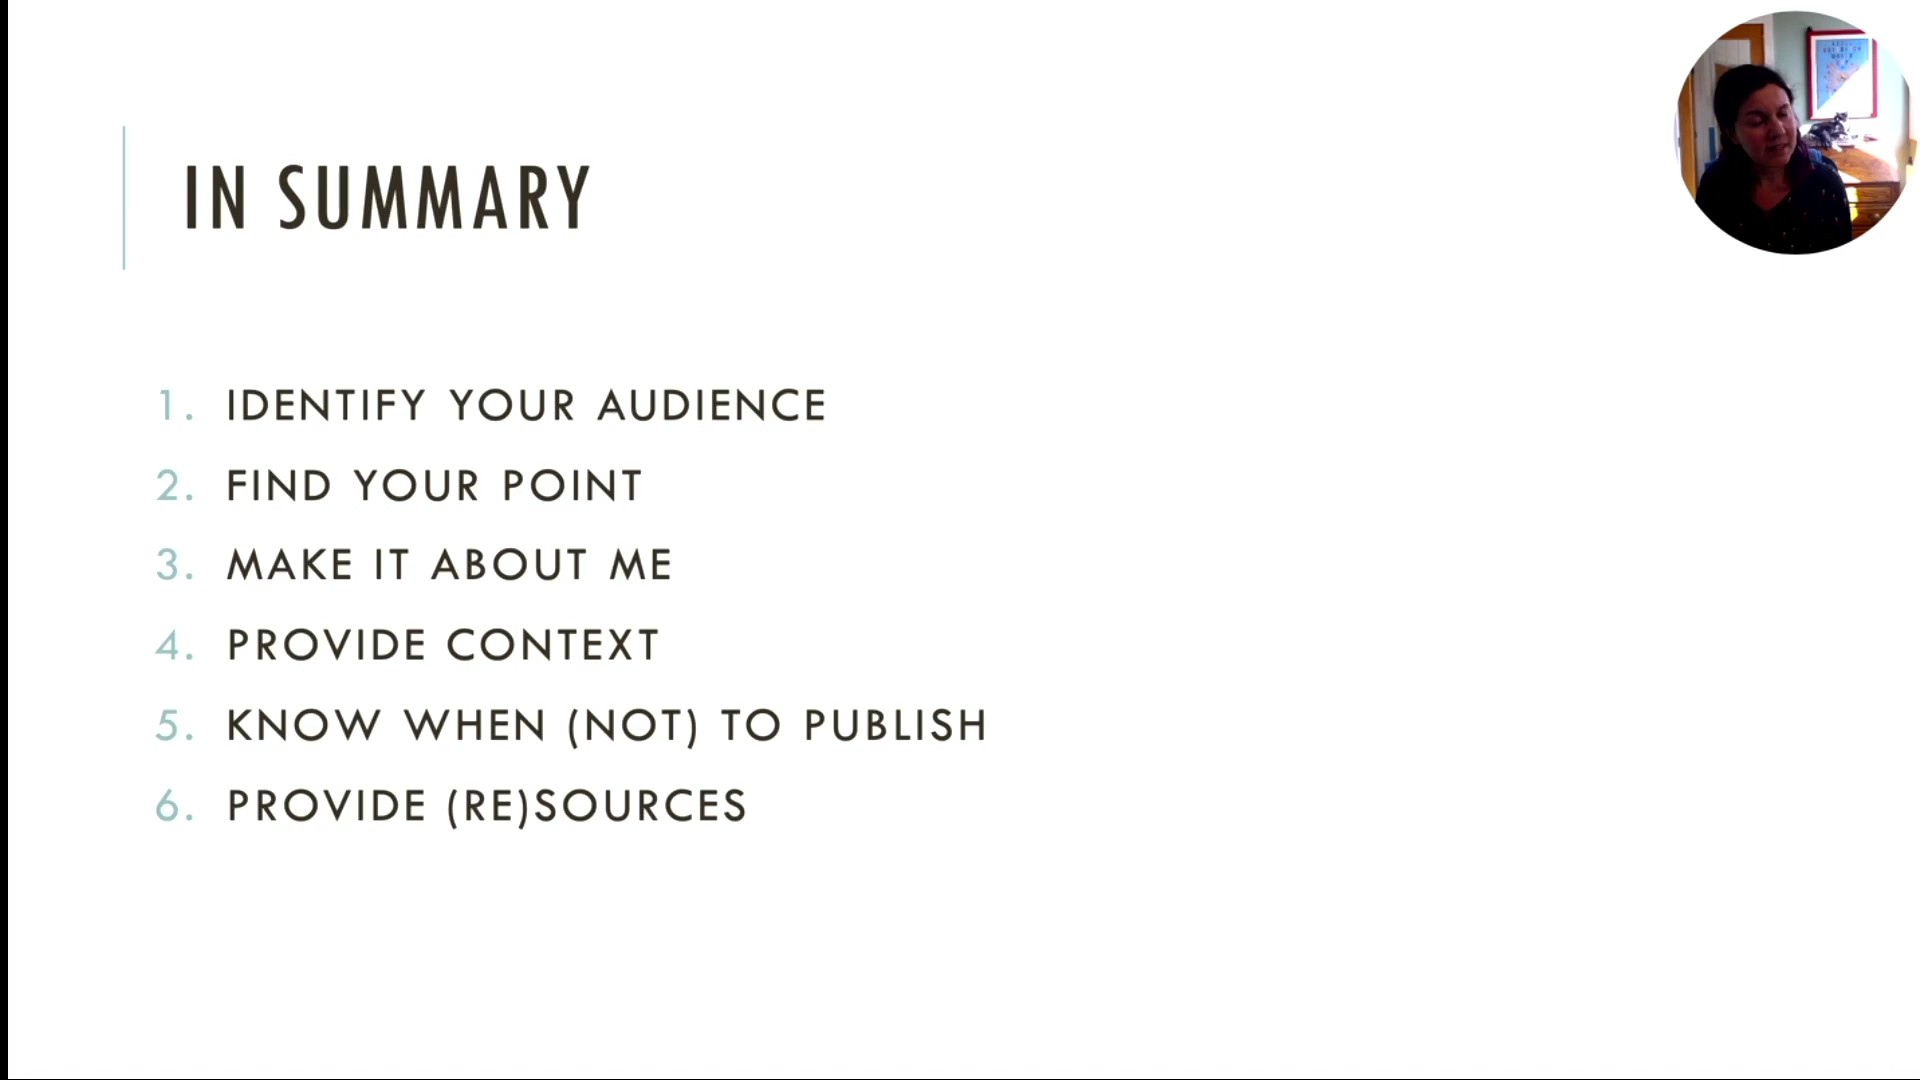 IN SUMMARY
1. IDENTIFY YOUR AUDIENCE
2. FIND YOUR POINT
3. MAKE IT ABOUT ME
4. PROVIDE CONTEXT
5. KNOW WHEN (NOT) TO PUBLISH
6. PROVIDE (RE)SOURCES